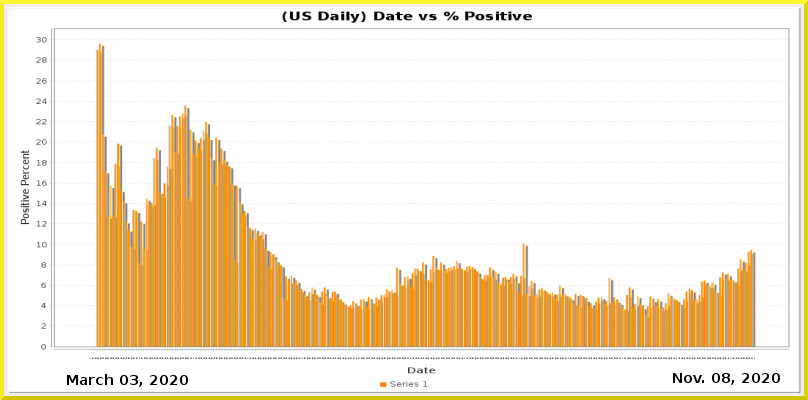 (US Daily) Date vs % Positive
30
28
26
24
22
20
18
16
14
12
10
8
6
4
2
0
Positive Percent
Date
March 03, 2020
Nov. 08, 2020
Series 1